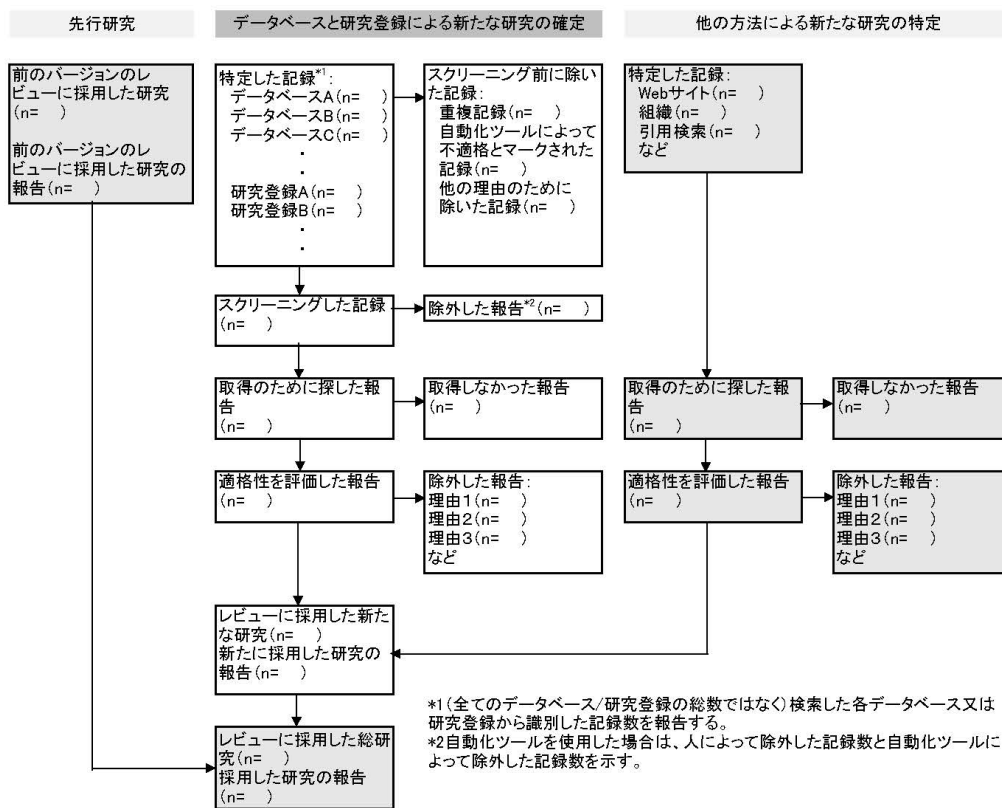 先行研究
データベースと研究登録による新たな研究の確定
他の方法による新たな研究の特定
前のバージョンのレ
ビューに採用した研究
(n=　)
前のバージョンのレ
ビューに採用した研究の
報告(n=　)
特定した記録*1:
データベースA(n=　)
データベースB(n=　)
データベースC(n=　)
・
・
研究登録A(n=　)
研究登録B(n=　)
・
・
スクリーニング前に除い
た記録:
重複記録(n=　)
自動化ツールによって
不適格とマークされた
記録(n=　)
他の理由のために
除いた記録(n=　)
特定した記録:
Webサイト(n=　)
組織(n=　)
引用検索(n=　)
など
スクリーニングした記録
(n=　)
除外した報告*2(n=　)
取得のために探した報
告
(n=　)
取得しなかった報告
(n=　)
取得のために探した報
告
(n=　)
取得しなかった報告
(n=　)
適格性を評価した報告
(n=　)
除外した報告:
理由1(n=　)
理由2(n=　)
理由3(n=　)
など
適格性を評価した報告
(n=　)
除外した報告:
理由1(n=　)
理由2(n=　)
理由3(n=　)
など
レビューに採用した新た
な研究(n=　)
新たに採用した研究の
報告(n=　)
レビューに採用した総研
究(n=　)
採用した研究の報告
(n=　)
*1(全てのデータベース/研究登録の総数ではなく)検索した各データベース又は
研究登録から識別した記録数を報告する。
*2自動化ツールを使用した場合は、人によって除外した記録数と自動化ツールに
よって除外した記録数を示す。